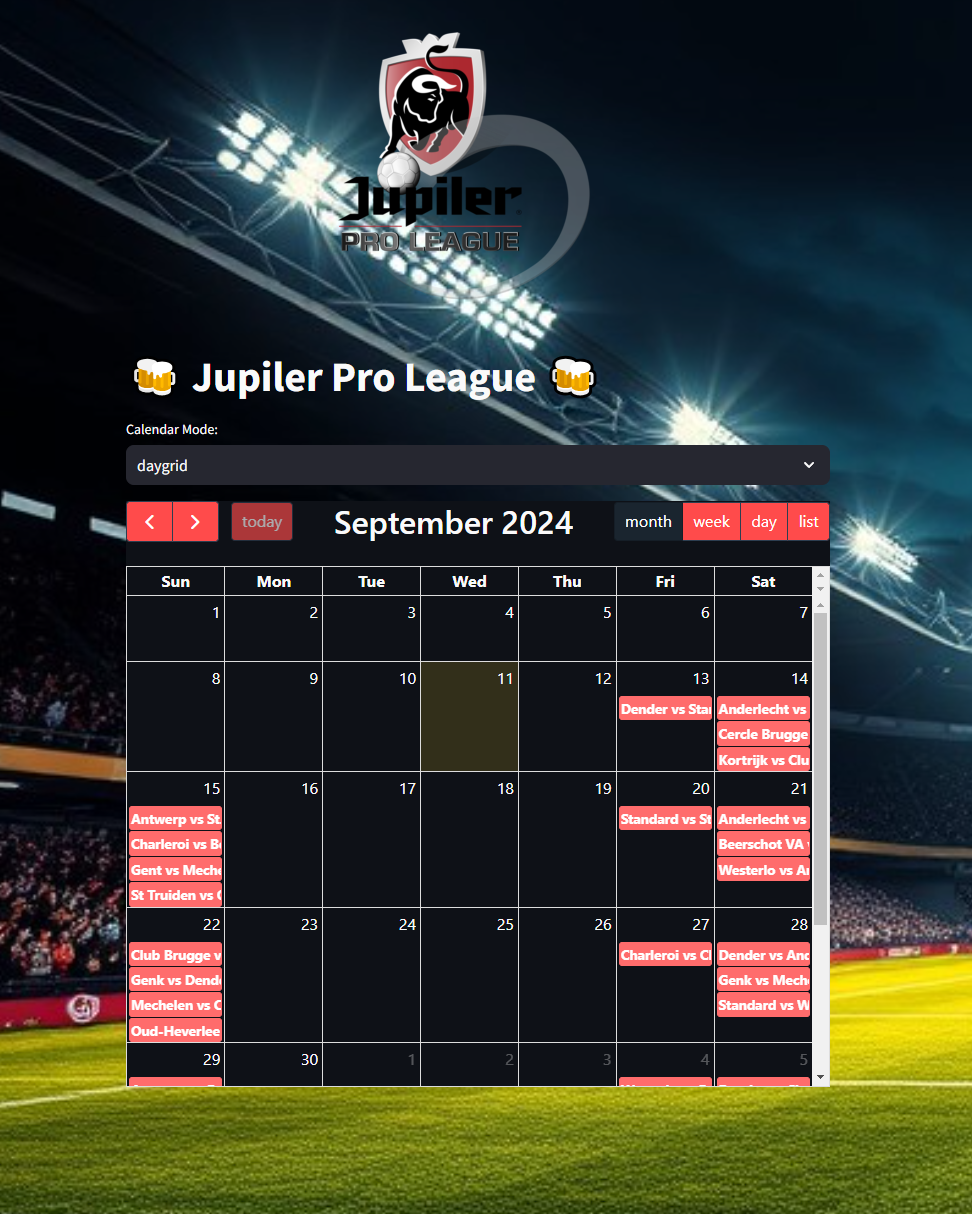 Jupiler
PRO LEAGUE
Jupiler Pro League
Calendar Mode:
daygrid
today
September 2024
month week day list
Sun Mon Tue Wed Thu Fri Sat
1 2 3 4 5 6 7
8 9 10 11 12 13 14
Dender vs Star
Anderlecht vs
Cercle Brugge
Kortrijk vs Clu
15 16 17 18 19 20 21
Antwerp vs St
Charleroi vs Be
Gent vs Meche
St Truiden vs
Standard vs St
Anderlecht vs
Beerschot VA
Westerlo vs An
22 23 24 25 26 27 28
Club Brugge v
Genk vs Dend
Mechelen vs C
Oud-Heverlee
Charleroi vs Cl
Dender vs And
Genk vs Mech
Standard vs W
29 30 1 2 3 4 5